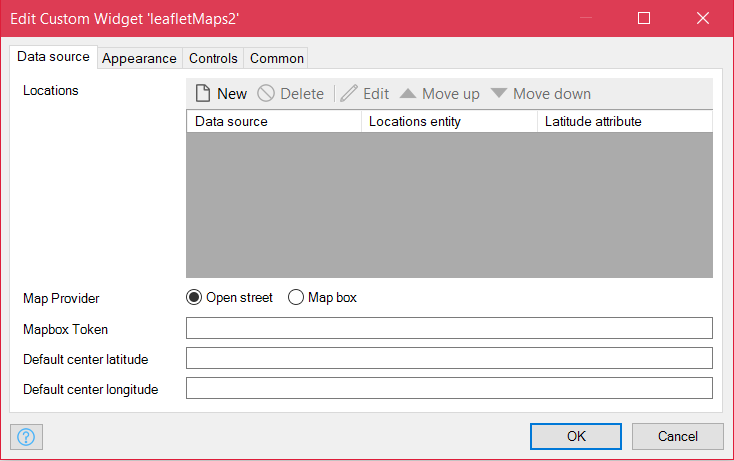 Edit Custom Widget 'leafletMaps2'
Data source Appearance Controls Common
Locations
New Delete Edit Move up Move down
Data source Locations entity Latitude attribute
Map Provider Open street Map box
Mapbox Token
Default center latitude
Default center longitude
? OK Cancel